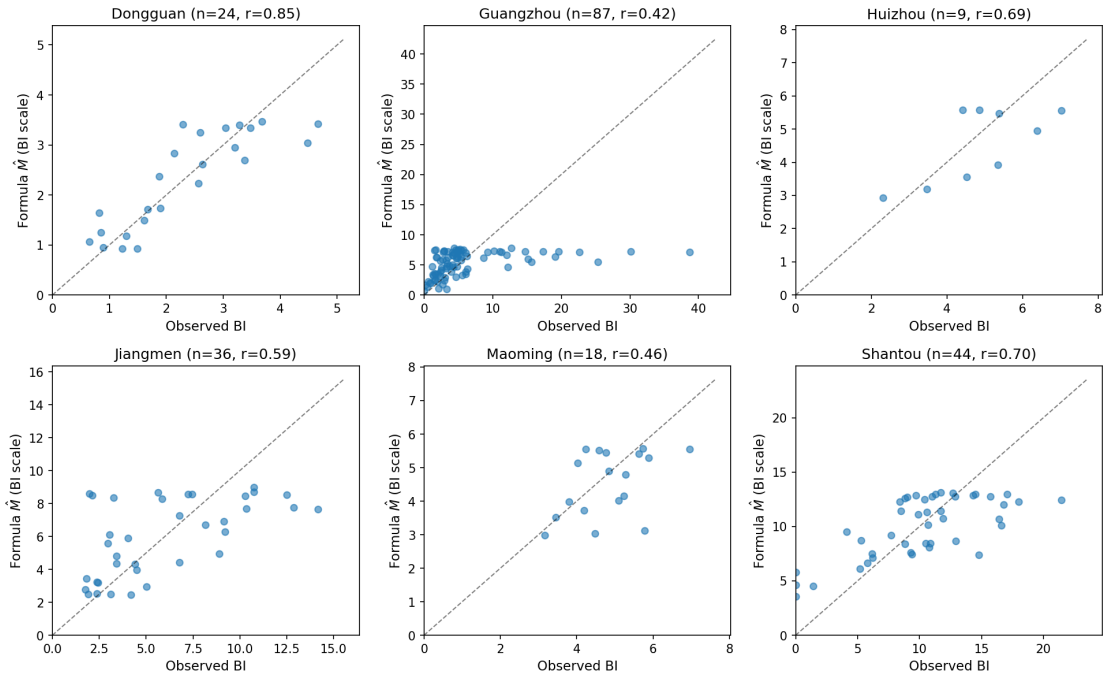 Dongguan (n=24, r=0.85)
5
4
3
2
1
0
Formula M̂ (BI scale)
0 1 2 3 4 5
Observed BI
Guangzhou (n=87, r=0.42)
40
35
30
25
20
15
10
5
0
Formula M̂ (BI scale)
0 10 20 30 40
Observed BI
Huizhou (n=9, r=0.69)
8
7
6
5
4
3
2
1
0
Formula M̂ (BI scale)
0 2 4 6 8
Observed BI
Jiangmen (n=36, r=0.59)
16
14
12
10
8
6
4
2
0
Formula M̂ (BI scale)
0.0 2.5 5.0 7.5 10.0 12.5 15.0
Observed BI
Maoming (n=18, r=0.46)
8
7
6
5
4
3
2
1
0
Formula M̂ (BI scale)
0 2 4 6 8
Observed BI
Shantou (n=44, r=0.70)
20
15
10
5
0
Formula M̂ (BI scale)
0 5 10 15 20
Observed BI